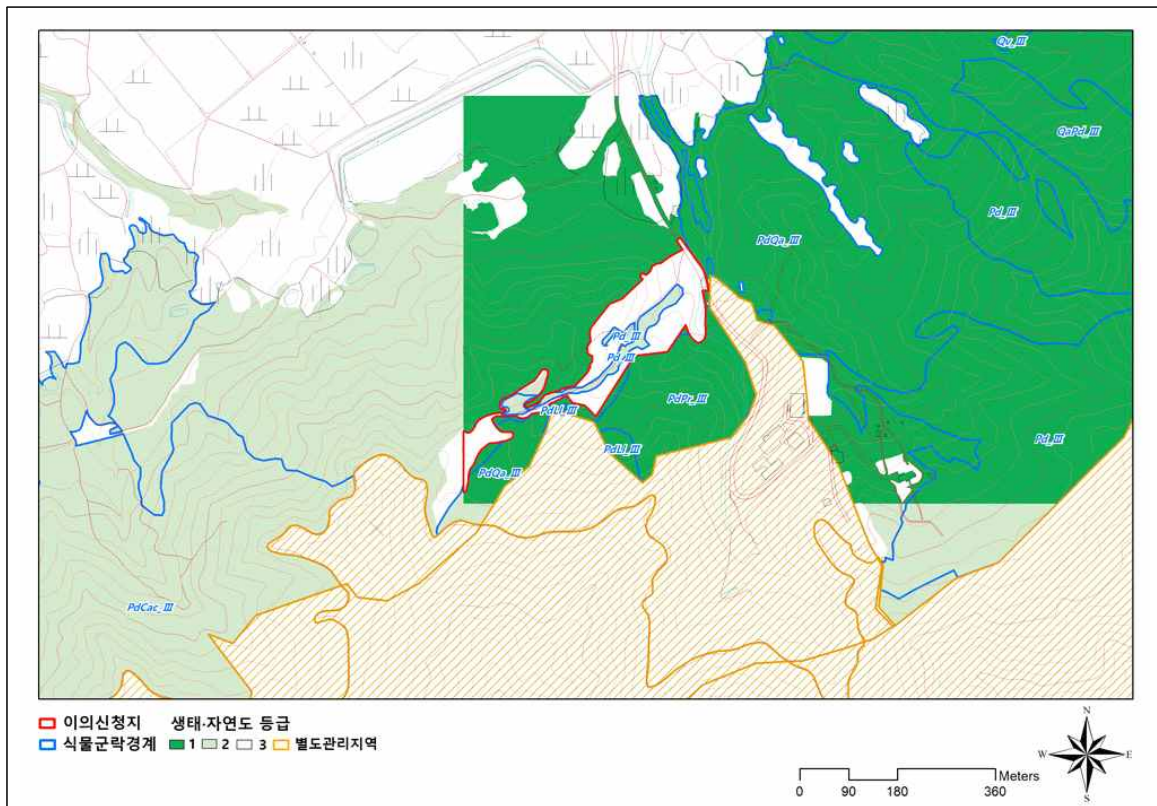 Qv_Ⅲ
QaPd_Ⅲ
Pd_Ⅲ
PdQa_Ⅲ
Pd_Ⅲ
Pd_Ⅲ
PdLl_Ⅲ
PdPr_Ⅲ
Pd_Ⅲ
PdLl_Ⅲ
PdQa_Ⅲ
PdCac_Ⅲ
이의신청지 생태·자연도 등급
식물군락경계 1 2 3 별도관리지역
N
W E
S
Meters
0 90 180 360